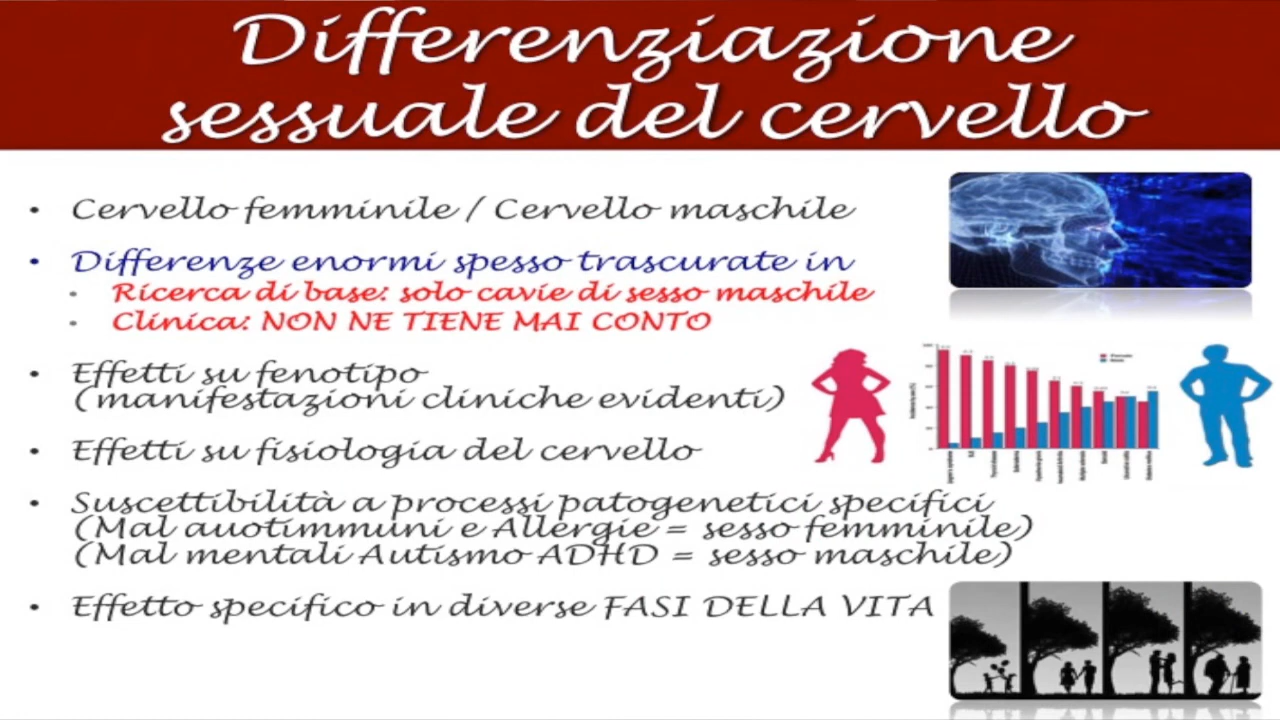 Differenziazione
sessuale del cervello
• Cervello femminile / Cervello maschile
• Differenze enormi spesso trascurate in
• Ricerca di base: solo cavie di sesso maschile
• Clinica: NON NE TIENE MAI CONTO
• Effetti su fenotipo
(manifestazioni cliniche evidenti)
• Effetti su fisiologia del cervello
• Suscettibilità a processi patogenetici specifici
(Mal auotimmuni e Allergie = sesso femminile)
(Mal mentali Autismo ADHD = sesso maschile)
• Effetto specifico in diverse FASI DELLA VITA